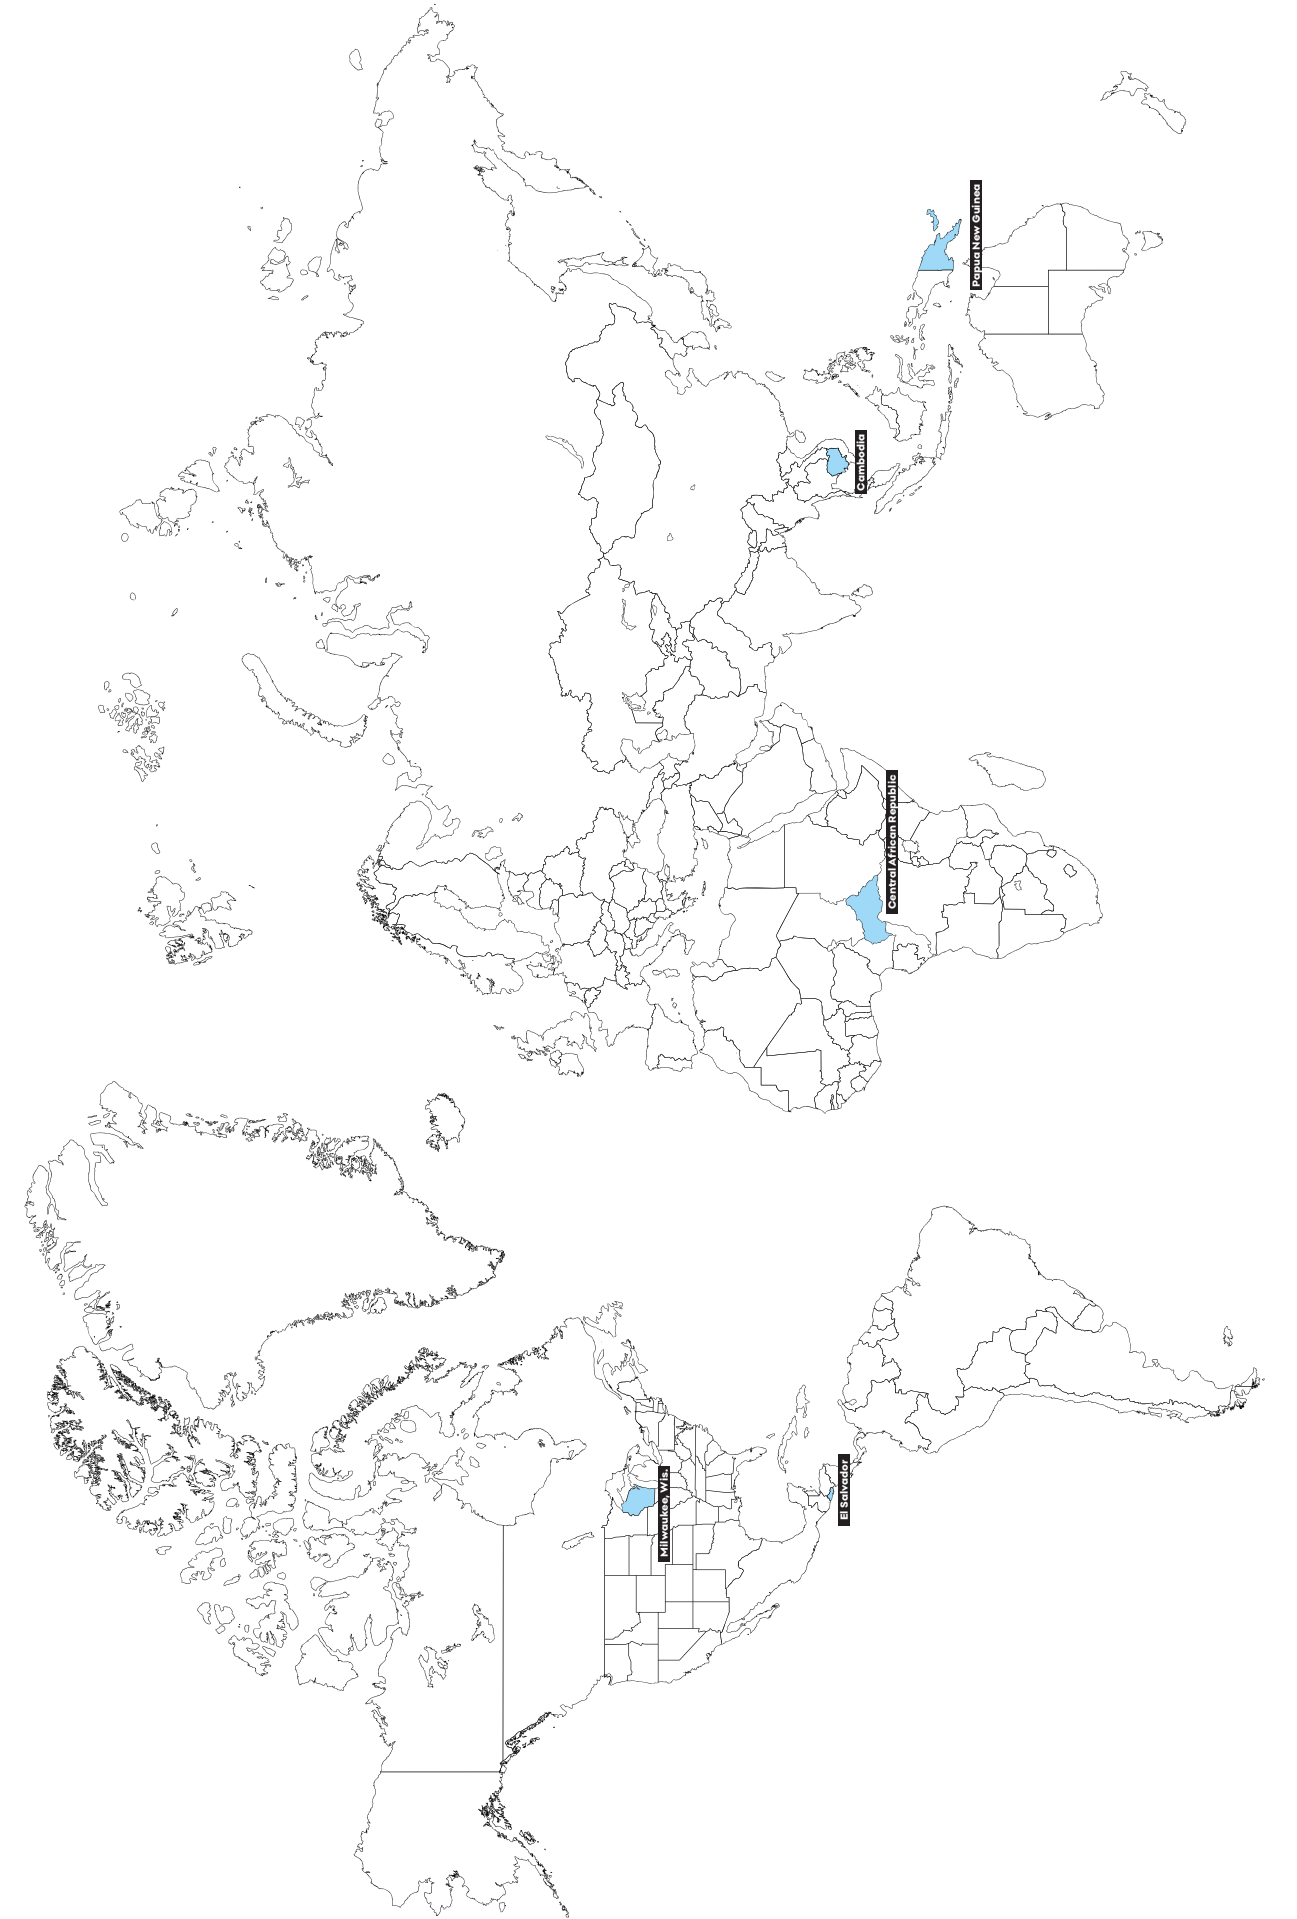 Milwaukee, Wis.
El Salvador
Central African Republic
Cambodia
Papua New Guinea